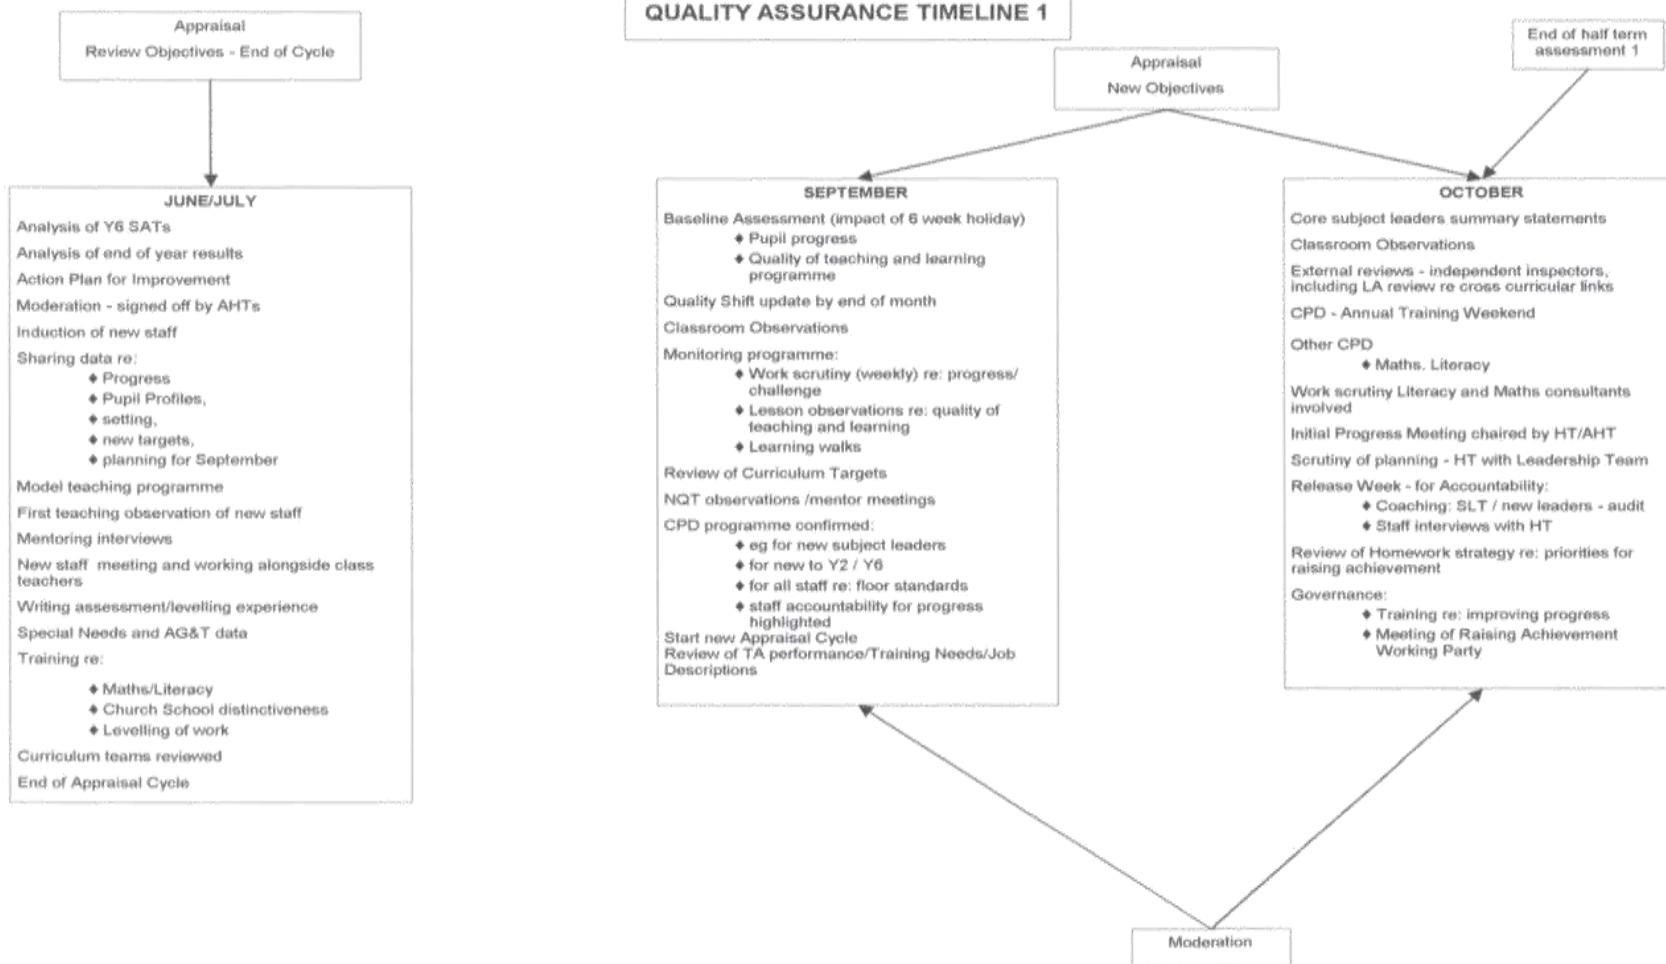 QUALITY ASSURANCE TIMELINE 1
Appraisal
Review Objectives - End of Cycle
Appraisal
New Objectives
End of half term
assessment 1
JUNE/JULY
Analysis of Y6 SATs
Analysis of end of year results
Action Plan for Improvement
Moderation - signed off by AHTs
Induction of new staff
Sharing data re:
♦ Progress
♦ Pupil Profiles,
♦ setting,
♦ new targets,
♦ planning for September
Model teaching programme
First teaching observation of new staff
Mentoring interviews
New staff meeting and working alongside class
teachers
Writing assessment/levelling experience
Special Needs and AG&T data
Training re:
♦ Maths/Literacy
♦ Church School distinctiveness
♦ Levelling of work
Curriculum teams reviewed
End of Appraisal Cycle
SEPTEMBER
Baseline Assessment (impact of 6 week holiday)
♦ Pupil progress
♦ Quality of teaching and learning
programme
Quality Shift update by end of month
Classroom Observations
Monitoring programme:
♦ Work scrutiny (weekly) re: progress/
challenge
♦ Lesson observations re: quality of
teaching and learning
♦ Learning walks
Review of Curriculum Targets
NQT observations /mentor meetings
CPD programme confirmed:
♦ eg for new subject leaders
♦ for new to Y2 / Y6
♦ for all staff re: floor standards
♦ staff accountability for progress
highlighted
Start new Appraisal Cycle
Review of TA performance/Training Needs/Job
Descriptions
OCTOBER
Core subject leaders summary statements
Classroom Observations
External reviews - independent inspectors,
including LA review re cross curricular links
CPD - Annual Training Weekend
Other CPD
♦ Maths. Literacy
Work scrutiny Literacy and Maths consultants
involved
Initial Progress Meeting chaired by HT/AHT
Scrutiny of planning - HT with Leadership Team
Release Week - for Accountability:
♦ Coaching: SLT / new leaders - audit
♦ Staff interviews with HT
Review of Homework strategy re: priorities for
raising achievement
Governance:
♦ Training re: improving progress
♦ Meeting of Raising Achievement
Working Party
Moderation